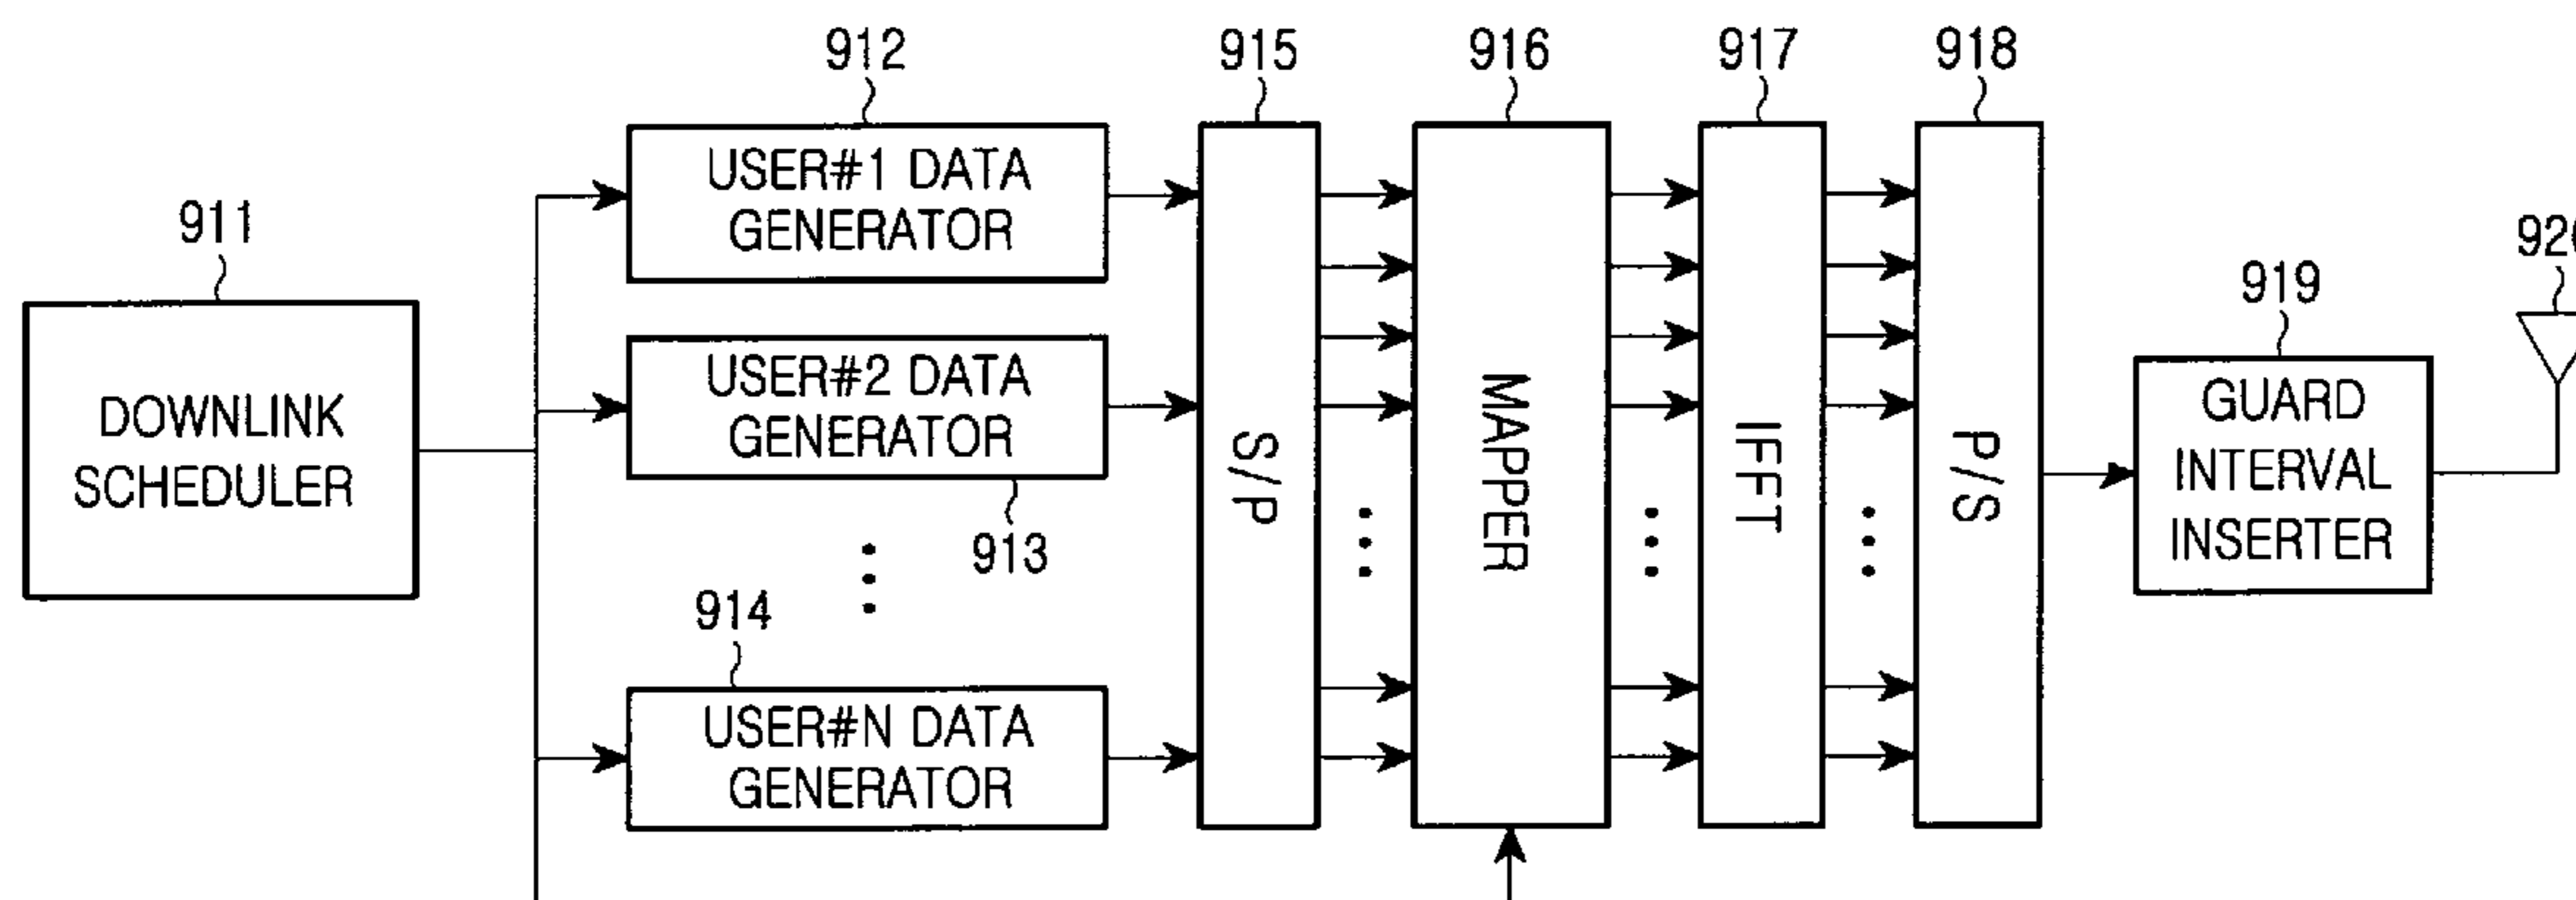 912
915
916
917
918
911
USER#1 DATA
GENERATOR
919
DOWNLINK
SCHEDULER
USER#2 DATA
GENERATOR
913
S/P
MAPPER
IFFT
P/S
GUARD
INTERVAL
INSERTER
914
USER#N DATA
GENERATOR